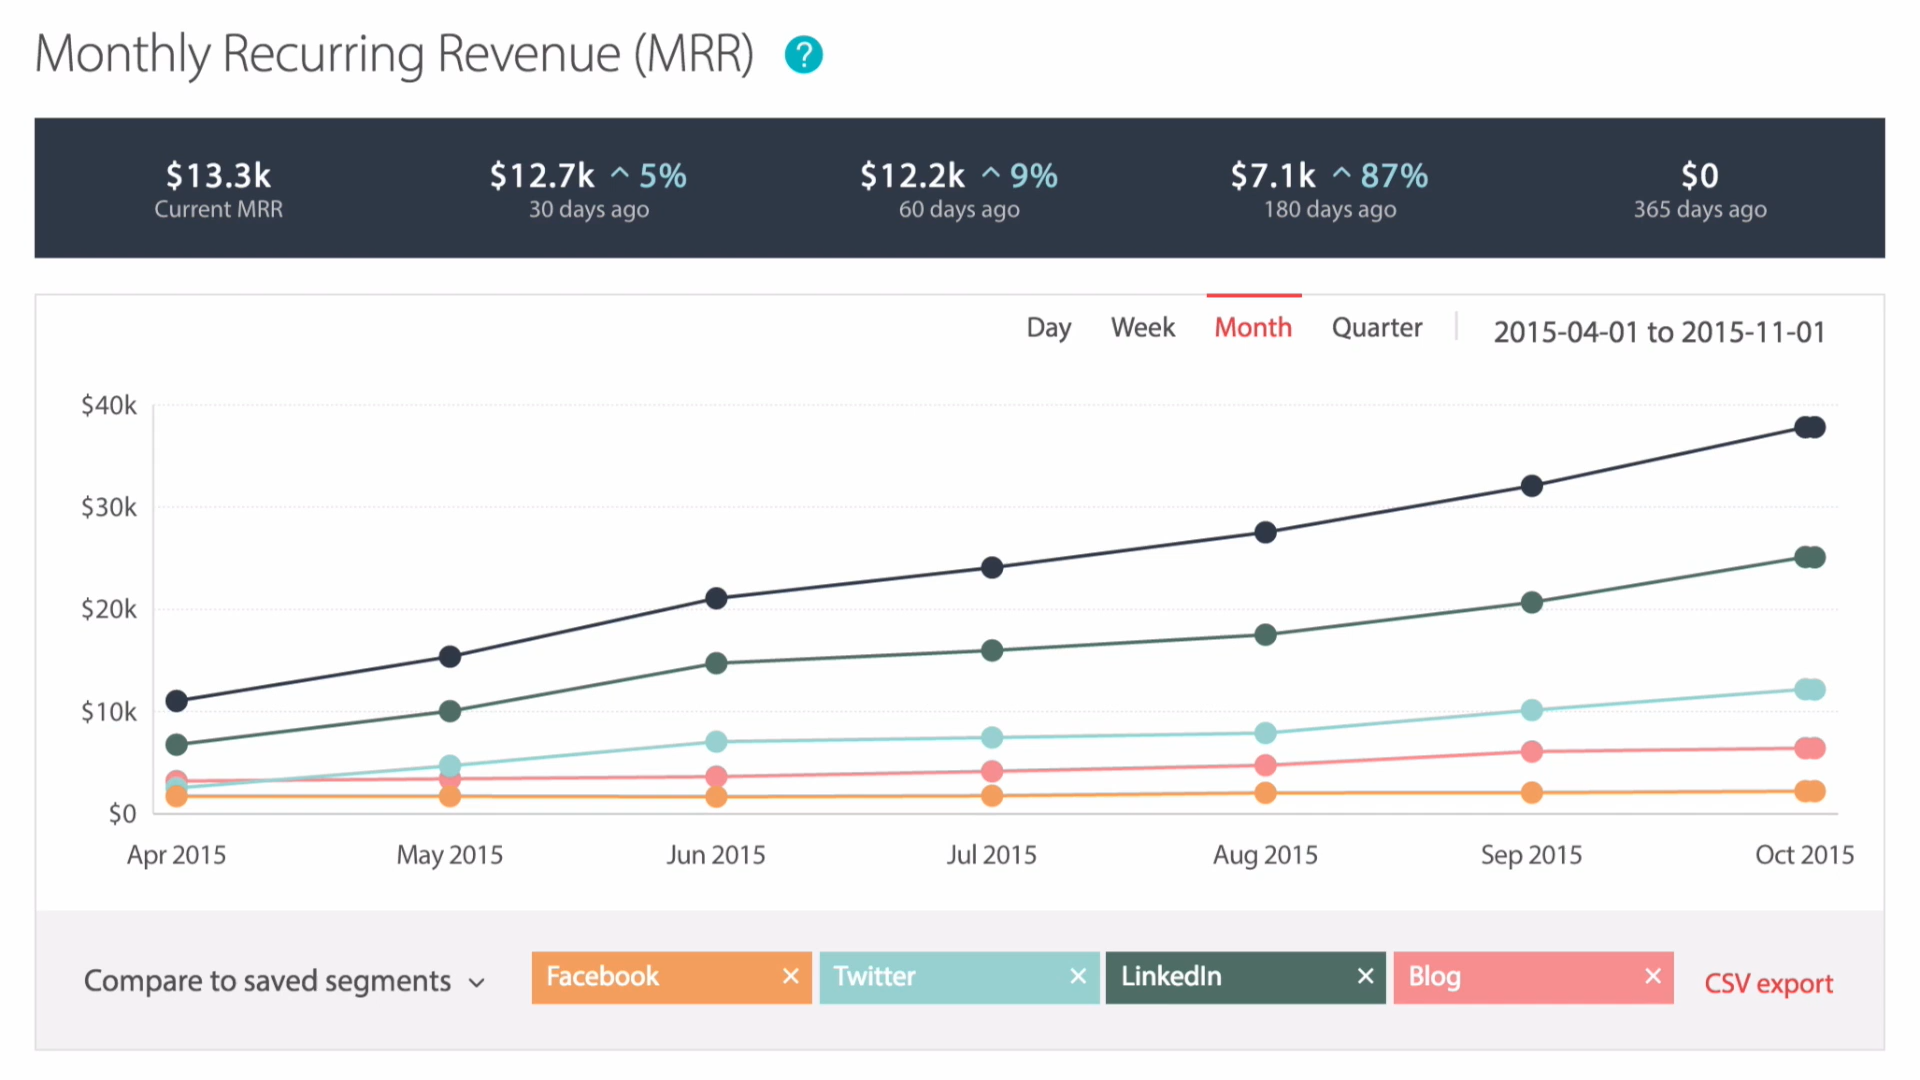 Monthly Recurring Revenue (MRR) ?
$13.3k
Current MRR
$12.7k ^ 5%
30 days ago
$12.2k ^ 9%
60 days ago
$7.1k ^ 87%
180 days ago
$0
365 days ago
Day Week Month Quarter 2015-04-01 to 2015-11-01
$40k
$30k
$20k
$10k
$0
Apr 2015 May 2015 Jun 2015 Jul 2015 Aug 2015 Sep 2015 Oct 2015
Compare to saved segments Facebook × Twitter × LinkedIn × Blog × CSV export